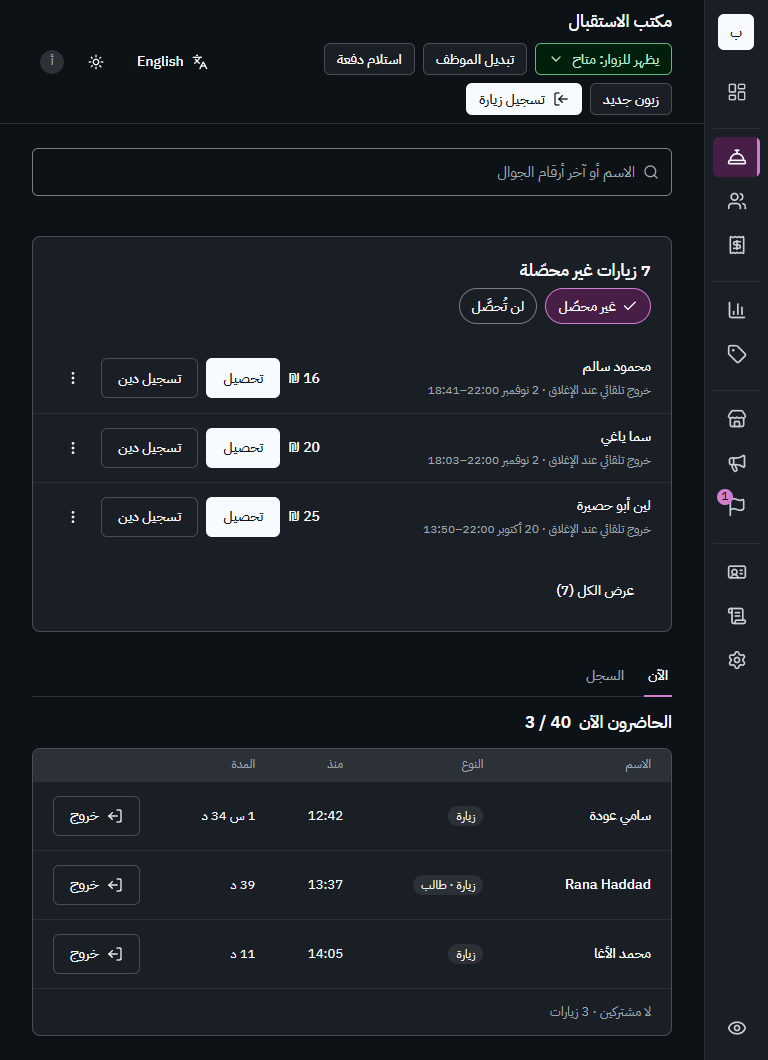 ب
مكتب الاستقبال
يظهر للزوار: متاح
تبديل الموظف
استلام دفعة
English
أ
زبون جديد
تسجيل زيارة
الاسم أو آخر أرقام الجوال
7 زيارات غير محصّلة
غير محصّل
لن تُحصَّل
محمود سالم
خروج تلقائي عند الإغلاق · 2 نوفمبر 22:00–18:41
16 ₪
تحصيل
تسجيل دين
سما ياغي
خروج تلقائي عند الإغلاق · 2 نوفمبر 22:00–18:03
20 ₪
تحصيل
تسجيل دين
لين أبو حصيرة
خروج تلقائي عند الإغلاق · 20 أكتوبر 22:00–13:50
25 ₪
تحصيل
تسجيل دين
عرض الكل (7)
1
الآن
السجل
الحاضرون الآن 3 / 40
الاسم
النوع
منذ
المدة
سامي عودة
زيارة
12:42
1 س 34 د
خروج
Rana Haddad
زيارة · طالب
13:37
39 د
خروج
محمد الأغا
زيارة
14:05
11 د
خروج
لا مشتركين · 3 زيارات